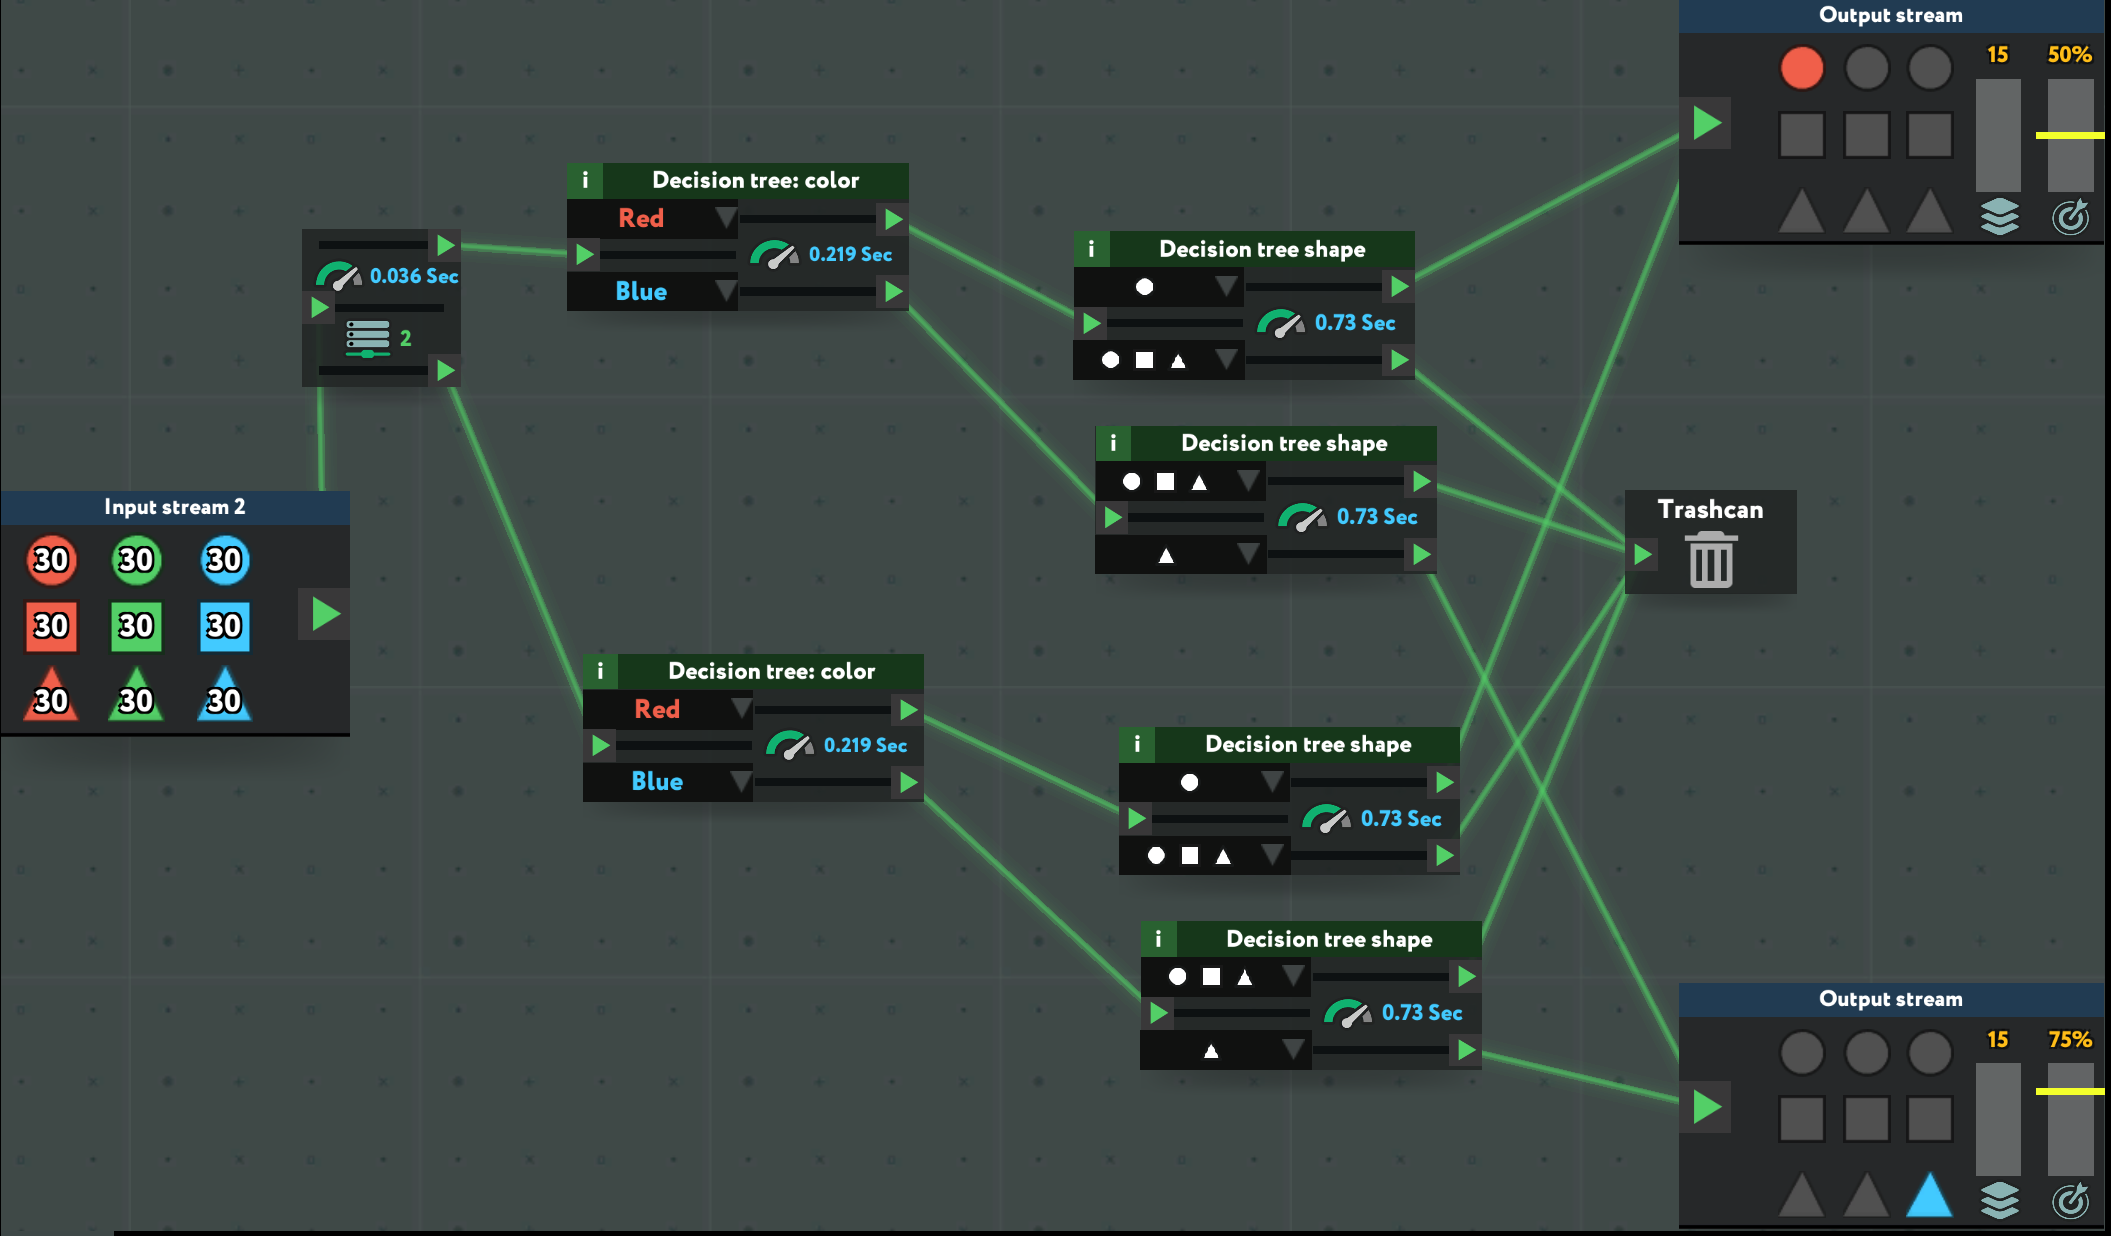 Output stream
15 50%
i Decision tree: color
Red
0.219 Sec
Blue
0.036 Sec
2
i Decision tree shape
0.73 Sec
i Decision tree shape
0.73 Sec
Input stream 2
30 30 30
30 30 30
30 30 30
Trashcan
i Decision tree: color
Red
0.219 Sec
Blue
i Decision tree shape
0.73 Sec
i Decision tree shape
0.73 Sec
Output stream
15 75%